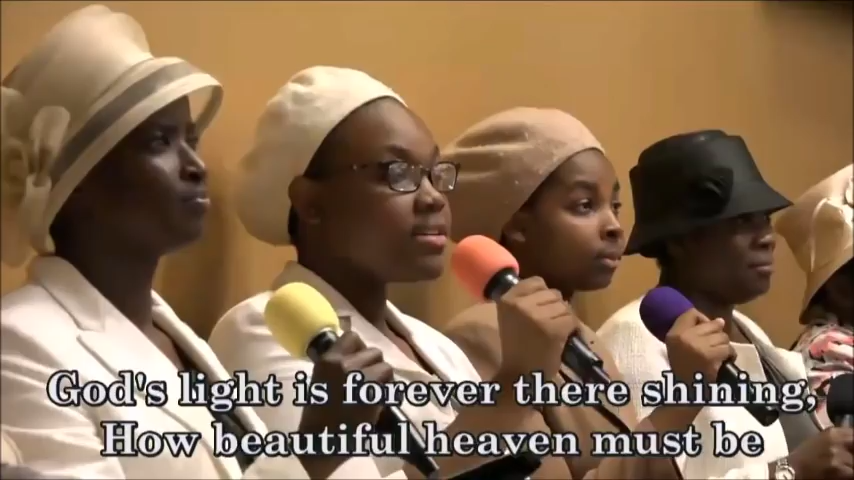 God's light is forever there shining,
How beautiful heaven must be